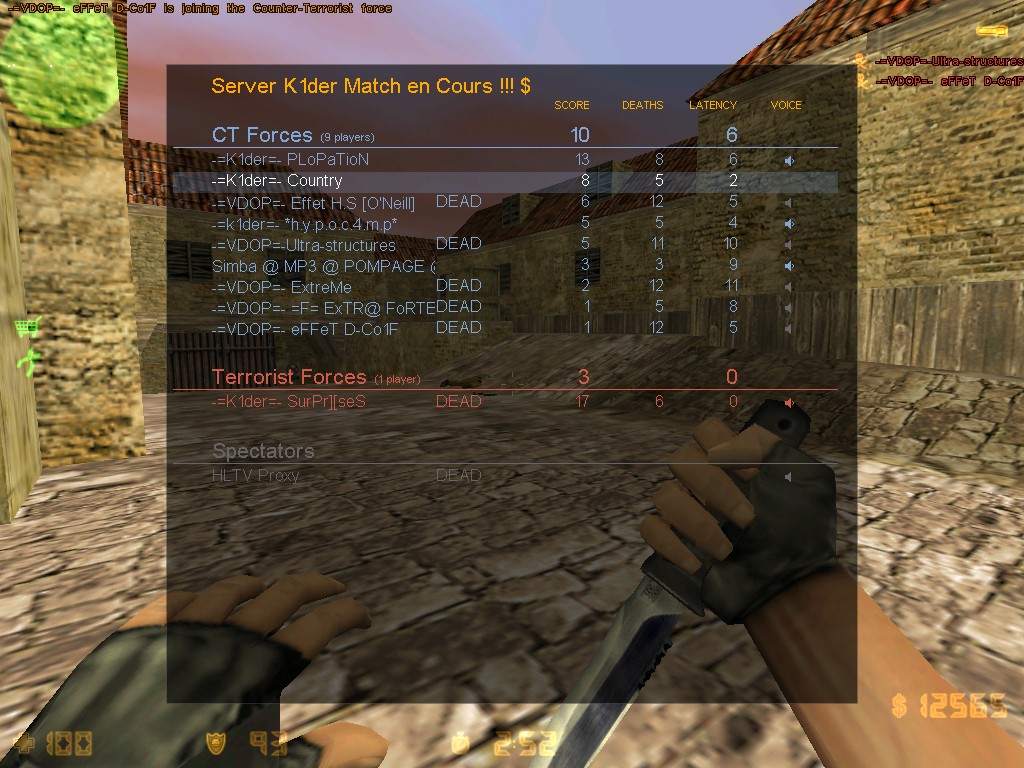 -=VDOP=- eFFeT D-Co1F is joining the Counter-Terrorist force
-=VDOP=-Ultra-structures
-=VDOP=- eFFeT D-Co1F
Server K1der Match en Cours !!! $
SCORE DEATHS LATENCY VOICE
CT Forces (9 players) 10 6
-=K1der=- PLoPaTioN 13 8 6
-=K1der=- Country 8 5 2
-=VDOP=- Effet H.S [O'Neill] DEAD 6 12 5
-=k1der=- *h.y.p.o.c.4.m.p* 5 5 4
-=VDOP=-Ultra-structures DEAD 5 11 10
Simba @ MP3 @ POMPAGE @ 3 3 9
-=VDOP=- ExtreMe DEAD 2 12 11
-=VDOP=- =F= ExTR@ FoRTE DEAD 1 5 8
-=VDOP=- eFFeT D-Co1F DEAD 1 12 5
Terrorist Forces (1 player) 3 0
-=K1der=- SurPr][seS DEAD 17 6 0
Spectators
HLTV Proxy DEAD
$ 12565
100 93 2:52